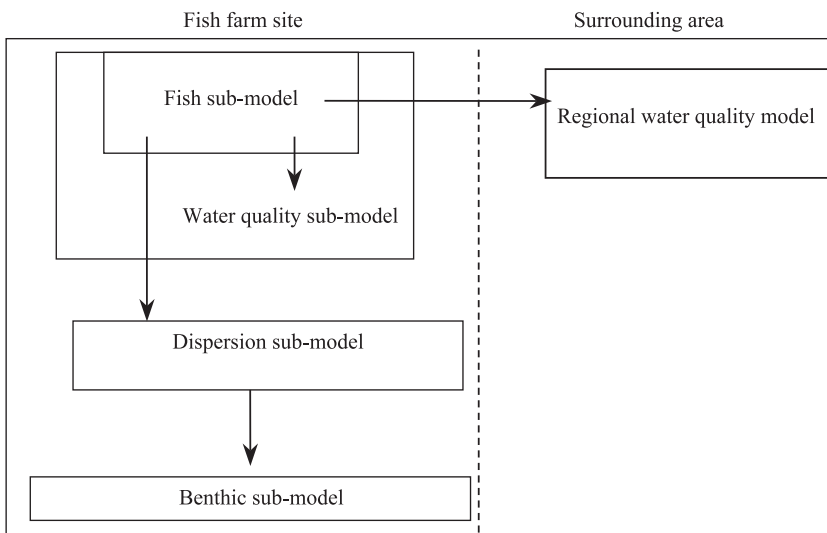 Fish farm site
Surrounding area
Fish sub-model
Regional water quality model
Water quality sub-model
Dispersion sub-model
Benthic sub-model